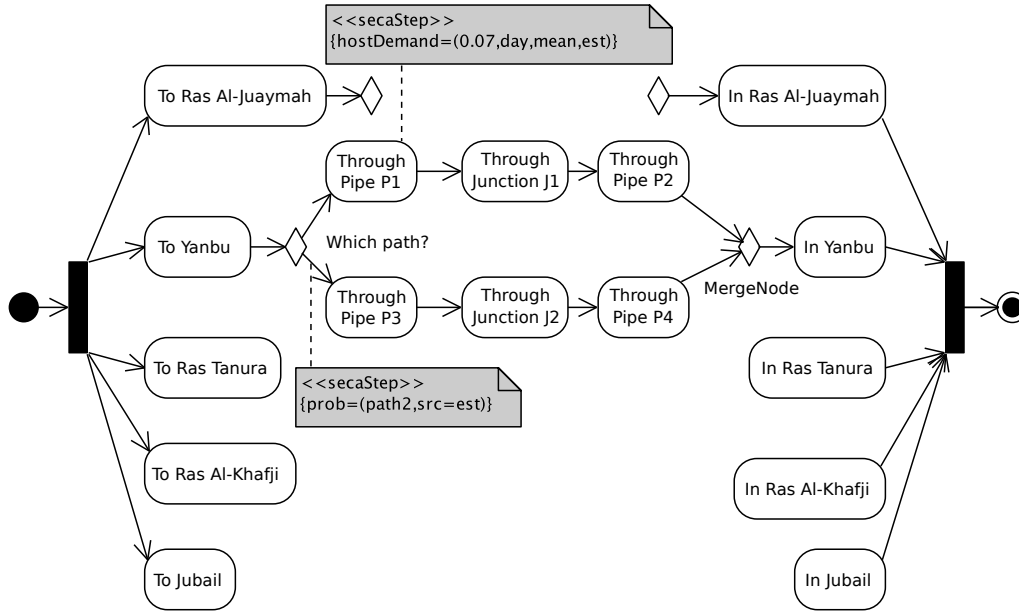 <<secaStep>>
{hostDemand=(0.07,day,mean,est)}
To Ras Al-Juaymah
In Ras Al-Juaymah
Through
Pipe P1
Through
Junction J1
Through
Pipe P2
To Yanbu
Which path?
In Yanbu
MergeNode
Through
Pipe P3
Through
Junction J2
Through
Pipe P4
To Ras Tanura
In Ras Tanura
<<secaStep>>
{prob=(path2,src=est)}
To Ras Al-Khafji
In Ras Al-Khafji
To Jubail
In Jubail